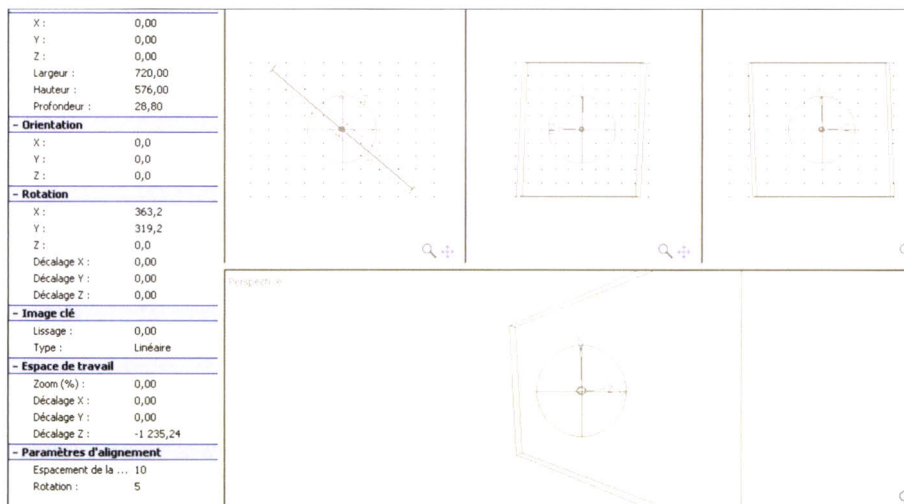 X : 0,00
Y : 0,00
Z : 0,00
Largeur : 720,00
Hauteur : 576,00
Profondeur : 28,80
– Orientation
X : 0,0
Y : 0,0
Z : 0,0
– Rotation
X : 363,2
Y : 319,2
Z : 0,0
Décalage X : 0,00
Décalage Y : 0,00
Décalage Z : 0,00
– Image clé
Lissage : 0,00
Type : Linéaire
– Espace de travail
Zoom (%) : 0,00
Décalage X : 0,00
Décalage Y : 0,00
Décalage Z : -1 235,24
– Paramètres d'alignement
Espacement de la ... 10
Rotation : 5
Perspective